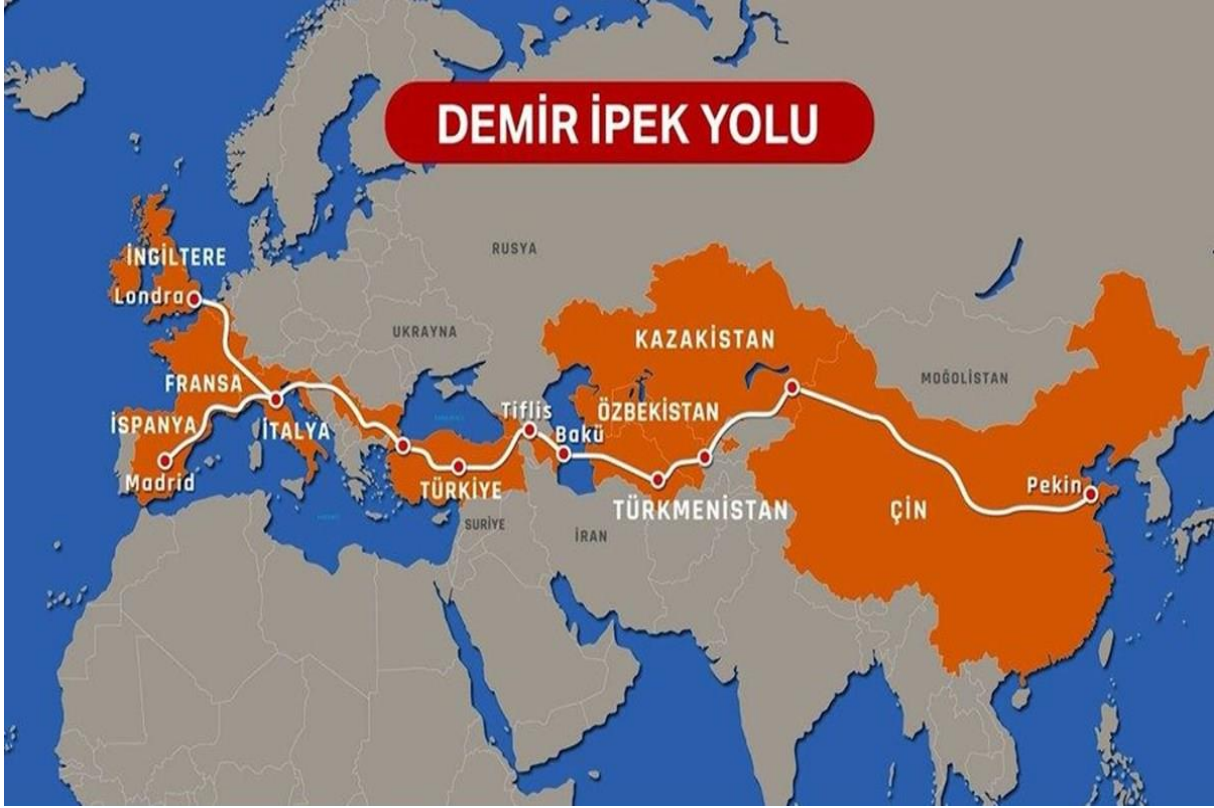 DEMİR İPEK YOLU
RUSYA
İNGİLTERE
Londra
UKRAYNA
KAZAKİSTAN
MOĞOLİSTAN
FRANSA
İSPANYA
İTALYA
Tiflis
Bakü
ÖZBEKİSTAN
Madrid
TÜRKİYE
Pekin
TÜRKMENİSTAN
ÇİN
SURİYE
İRAN